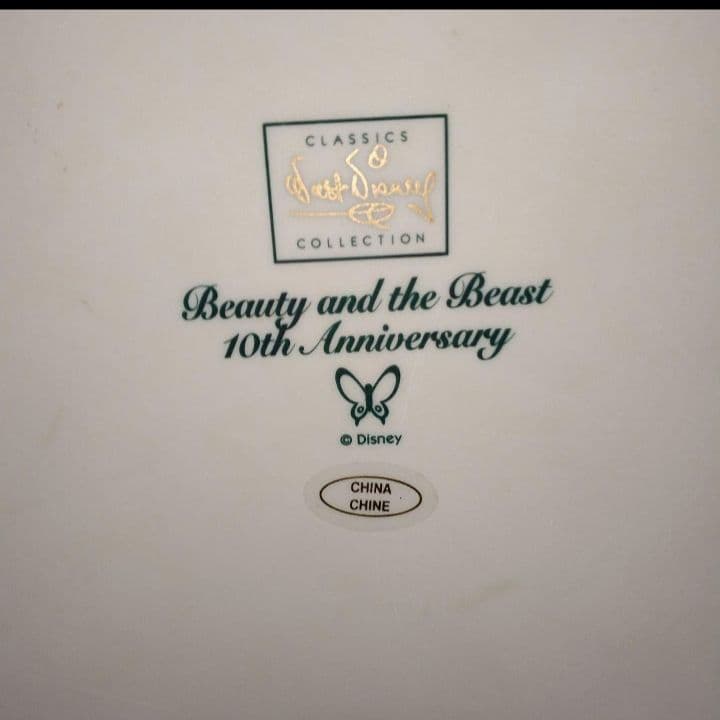 CLASSICS
Walt Disney
COLLECTION
Beauty and the Beast
10th Anniversary
© Disney
CHINA
CHINE